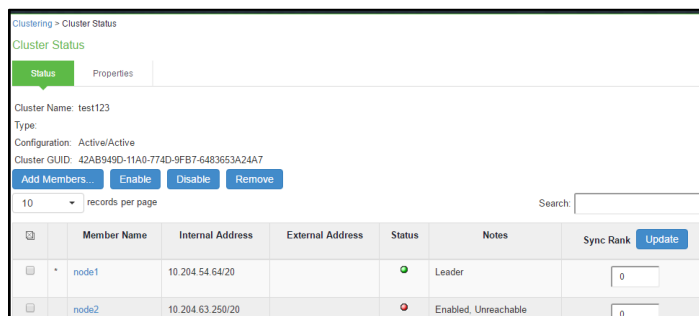 Clustering > Cluster Status
Cluster Status
Status Properties
Cluster Name: test123
Type:
Configuration: Active/Active
Cluster GUID: 42AB949D-11A0-774D-9FB7-6483653A24A7
Add Members... Enable Disable Remove
10 records per page Search:
Member Name Internal Address External Address Status Notes Sync Rank Update
* node1 10.204.54.64/20 Leader 0
node2 10.204.63.250/20 Enabled, Unreachable 0